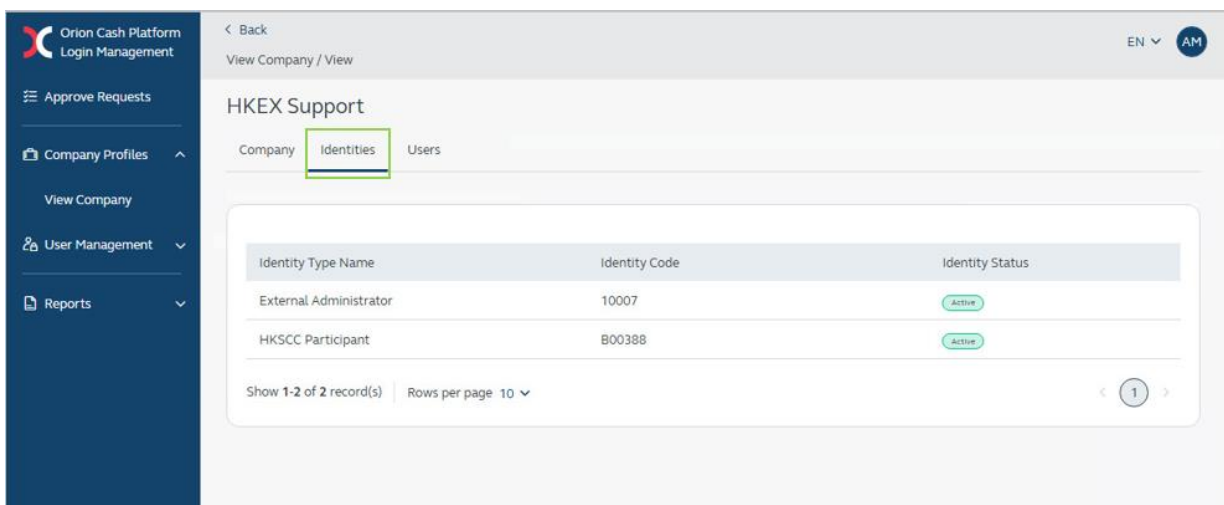 Orion Cash Platform
Login Management
Approve Requests
Company Profiles
View Company
User Management
Reports
< Back
View Company / View
EN
AM
HKEX Support
Company Identities Users
Identity Type Name Identity Code Identity Status
External Administrator 10007 Active
HKSCC Participant B00388 Active
Show 1-2 of 2 record(s) Rows per page 10
< 1 >